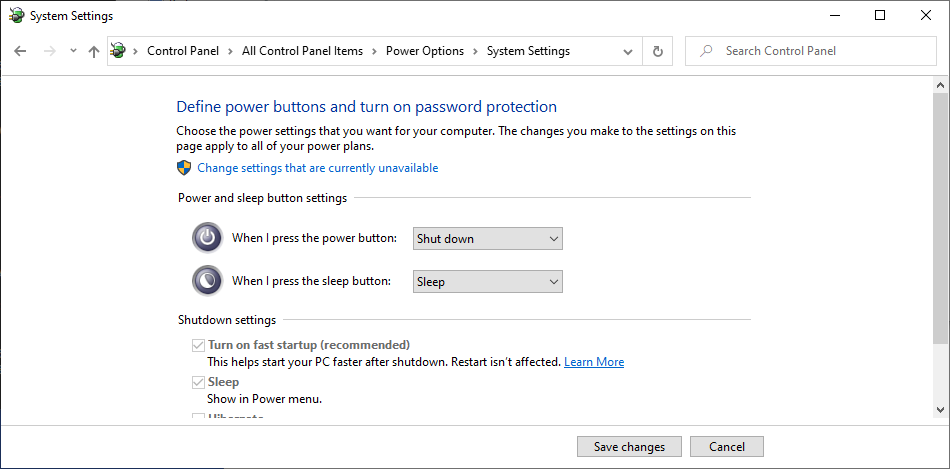 System Settings
Control Panel > All Control Panel Items > Power Options > System Settings
Search Control Panel
Define power buttons and turn on password protection
Choose the power settings that you want for your computer. The changes you make to the settings on this
page apply to all of your power plans.
Change settings that are currently unavailable
Power and sleep button settings
When I press the power button: Shut down
When I press the sleep button: Sleep
Shutdown settings
Turn on fast startup (recommended)
This helps start your PC faster after shutdown. Restart isn't affected. Learn More
Sleep
Show in Power menu.
Hibernate
Save changes Cancel